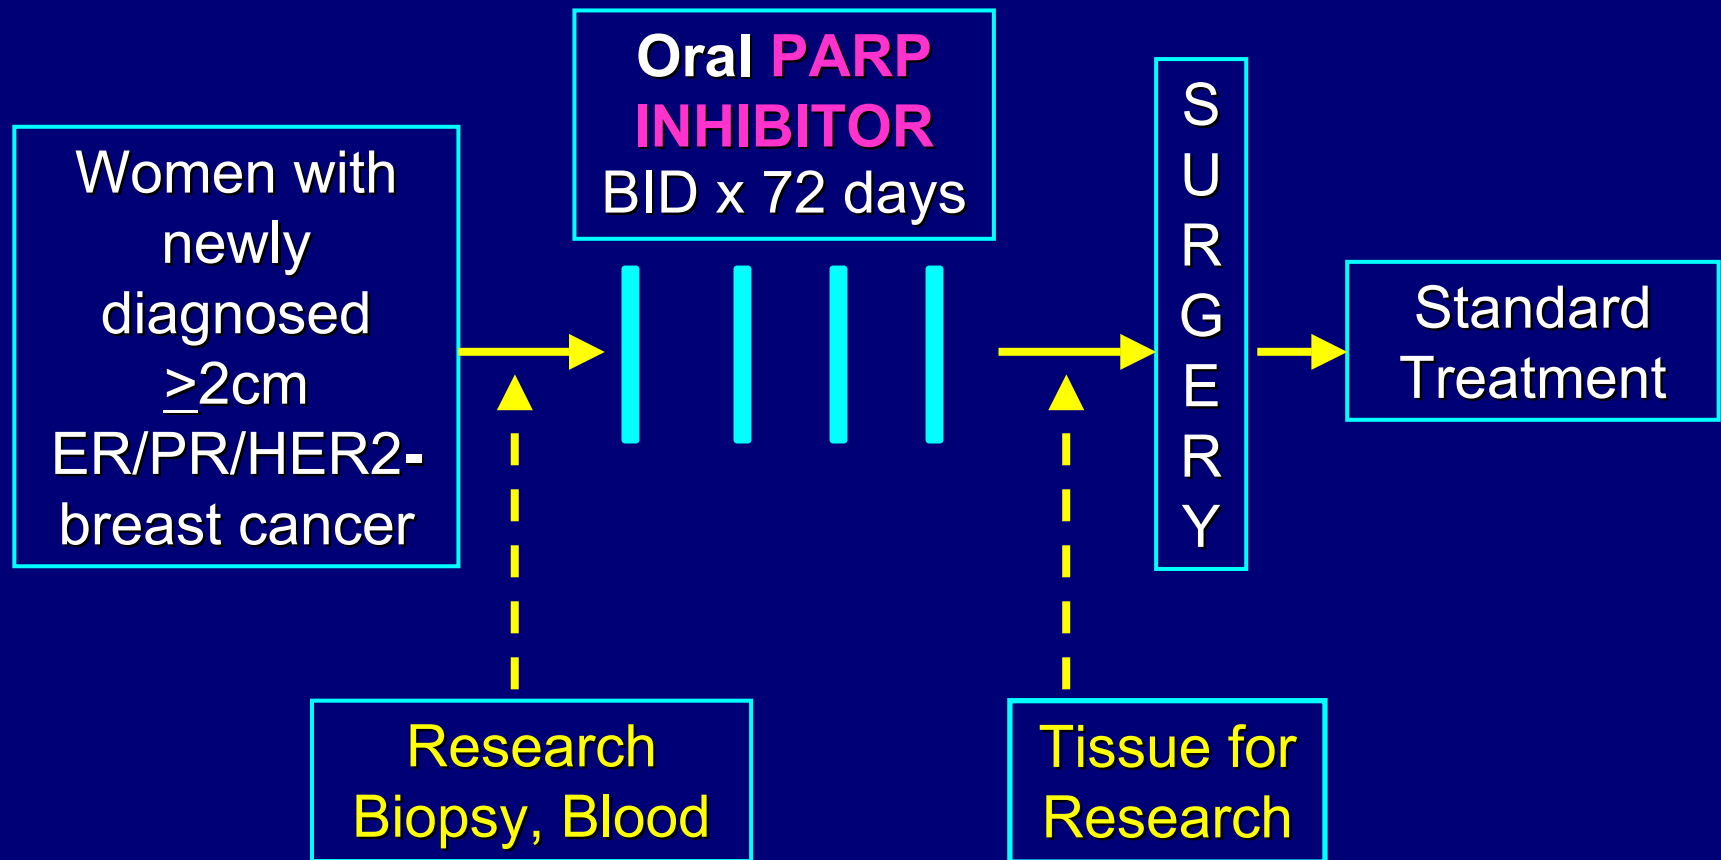 Oral PARP
INHIBITOR
BID x 72 days
Women with
newly
diagnosed
≥2cm
ER/PR/HER2-
breast cancer
S
U
R
G
E
R
Y
Standard
Treatment
Research
Biopsy, Blood
Tissue for
Research